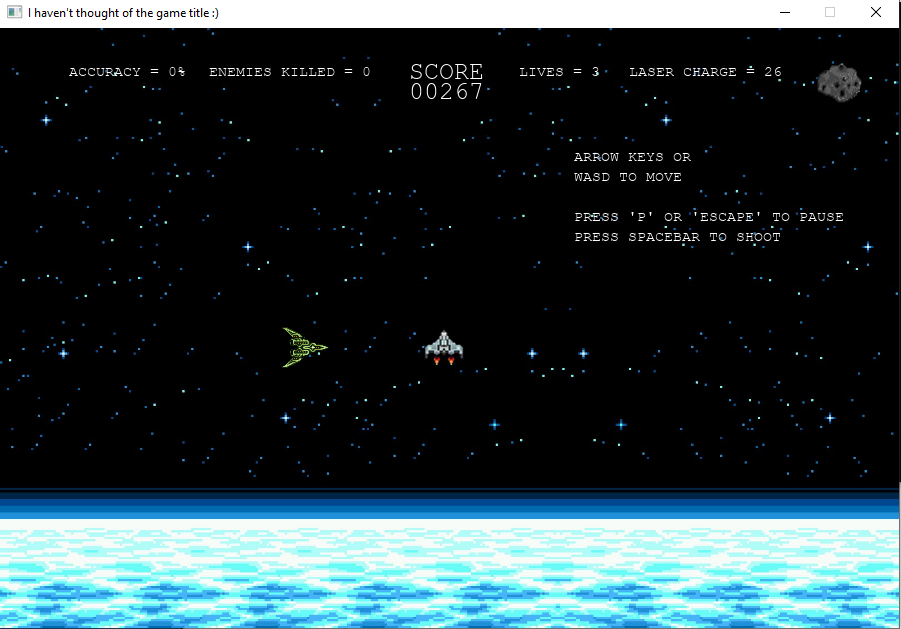 I haven't thought of the game title :)
ACCURACY = 0% ENEMIES KILLED = 0 SCORE LIVES = 3 LASER CHARGE = 26
00267
ARROW KEYS OR
WASD TO MOVE
PRESS 'P' OR 'ESCAPE' TO PAUSE
PRESS SPACEBAR TO SHOOT